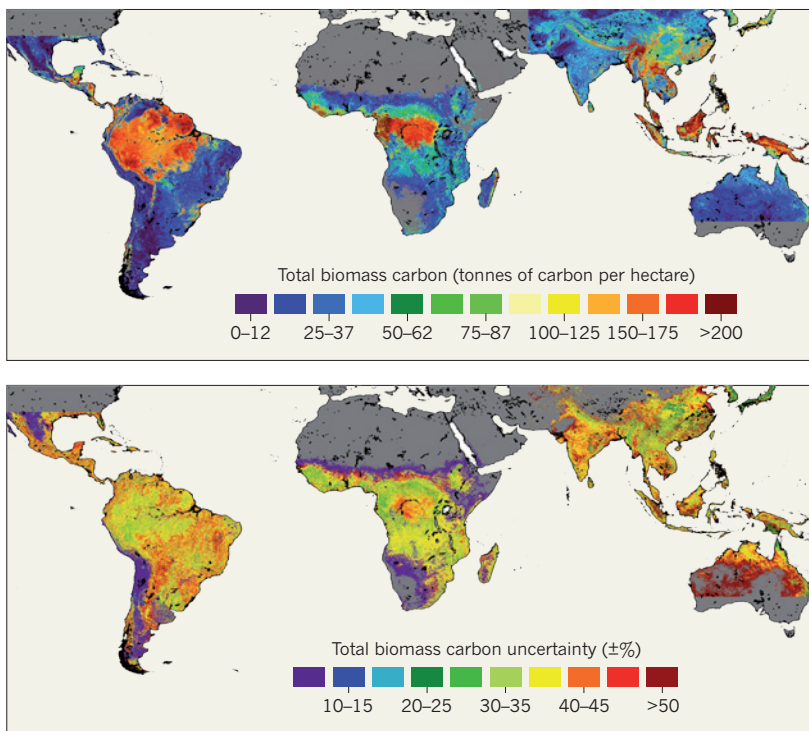 Total biomass carbon (tonnes of carbon per hectare)
0–12 25–37 50–62 75–87 100–125 150–175 >200
Total biomass carbon uncertainty (±%)
10–15 20–25 30–35 40–45 >50